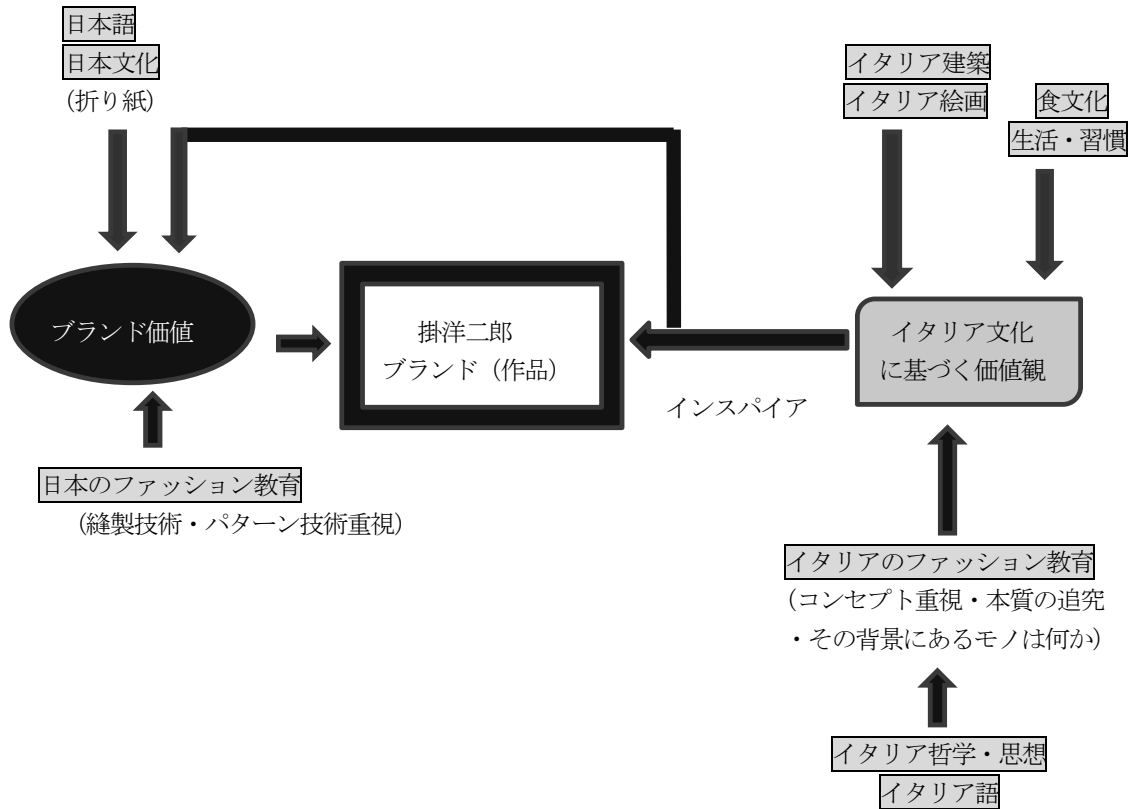 日本語
日本文化
(折り紙)
イタリア建築
イタリア絵画
食文化
生活・習慣
ブランド価値
掛洋二郎
ブランド（作品）
イタリア文化
に基づく価値観
インスパイア
日本のファッション教育
(縫製技術・パターン技術重視)
イタリアのファッション教育
(コンセプト重視・本質の追究
・その背景にあるモノは何か)
イタリア哲学・思想
イタリア語